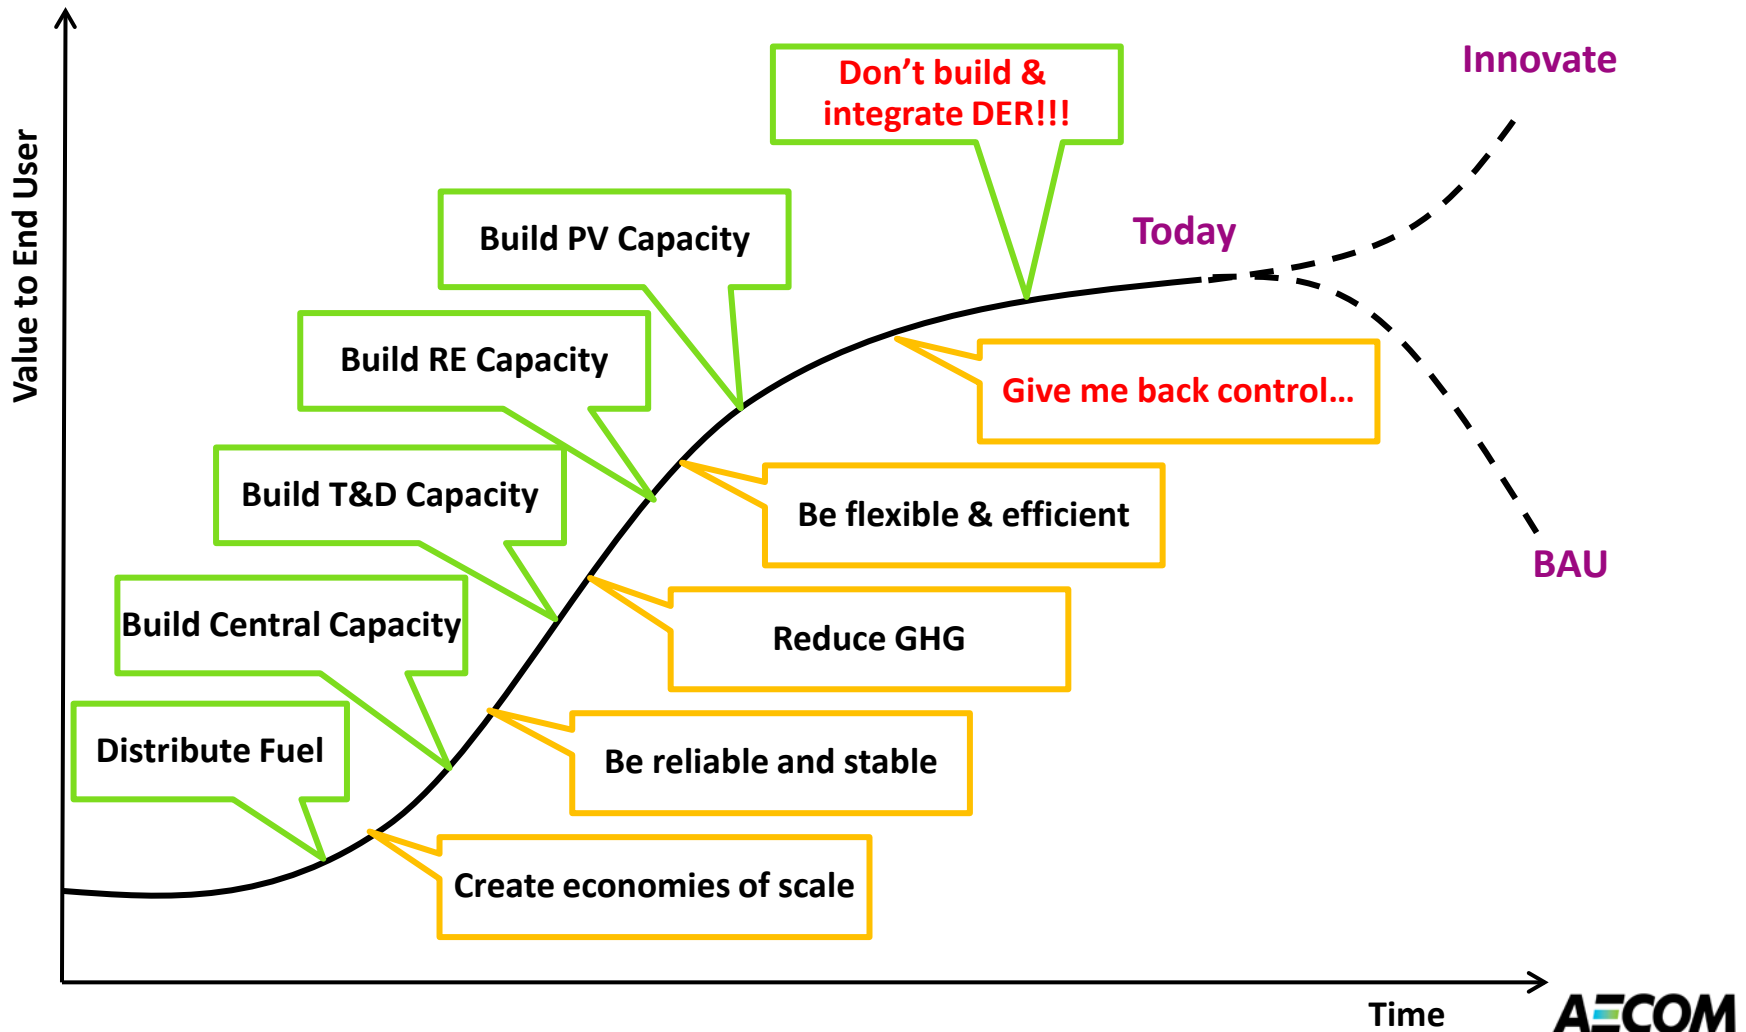 Innovate
Don't build &
integrate DER!!!
Today
Build PV Capacity
Value to End User
Build RE Capacity
Give me back control...
Build T&D Capacity
Be flexible & efficient
BAU
Build Central Capacity
Reduce GHG
Distribute Fuel
Be reliable and stable
Create economies of scale
Time
AECOM